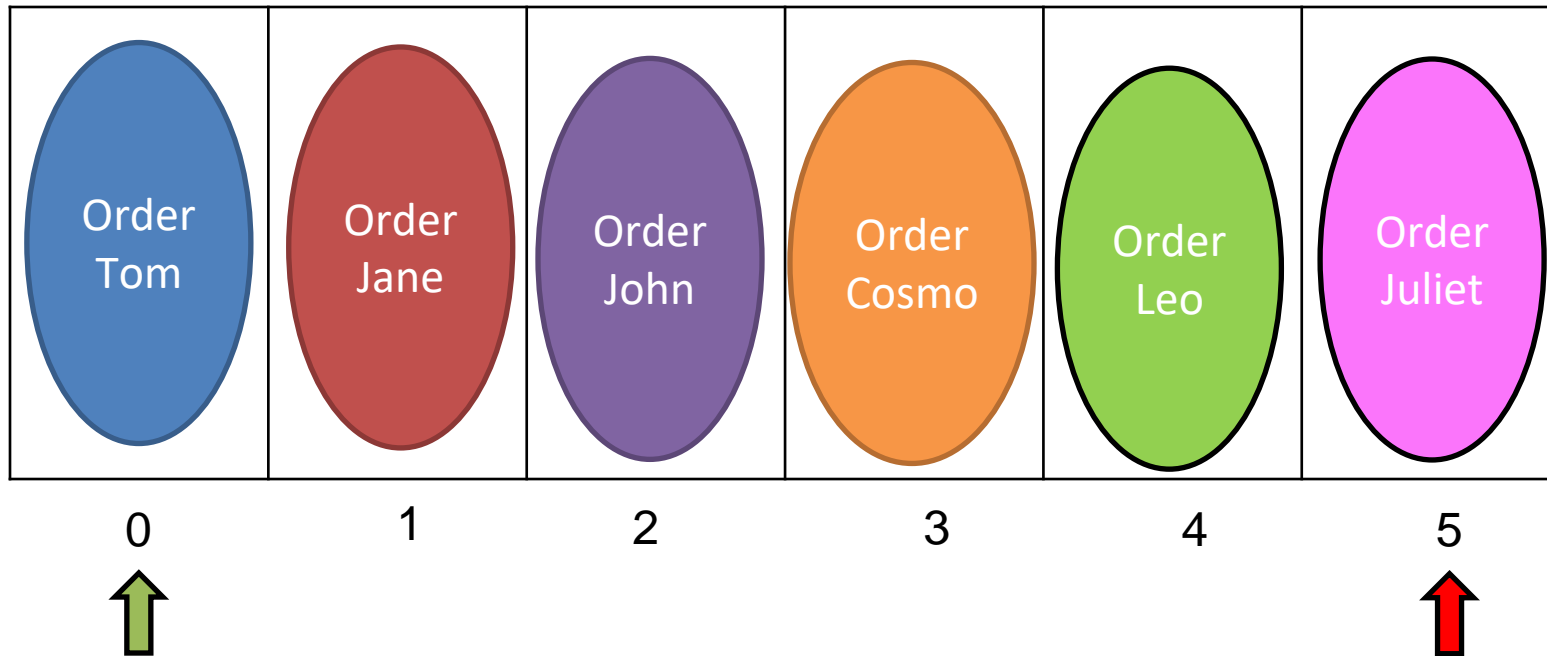 Order
Tom
Order
Jane
Order
John
Order
Cosmo
Order
Leo
Order
Juliet
0
1
2
3
4
5